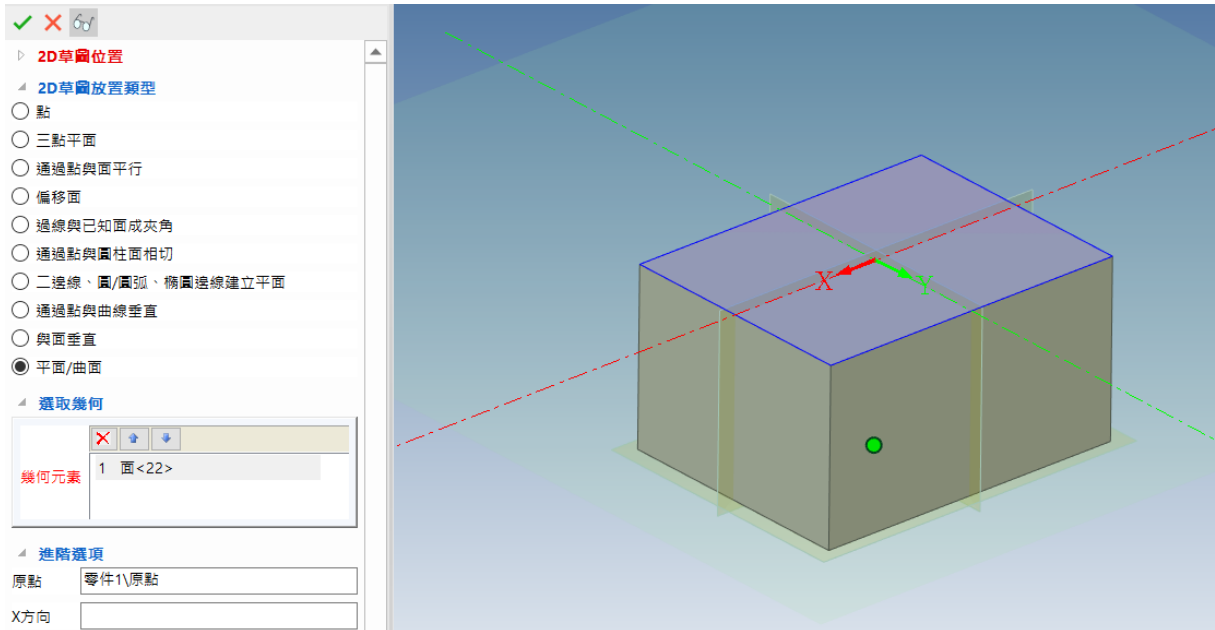 2D草圖位置
2D草圖放置類型
點
三點平面
通過點與面平行
偏移面
過線與已知面成夾角
通過點與圓柱面相切
二邊線、圓/圓弧、橢圓邊線建立平面
通過點與曲線垂直
與面垂直
平面/曲面
選取幾何
幾何元素
1 面<22>
進階選項
原點 零件1\原點
X方向
X
Y